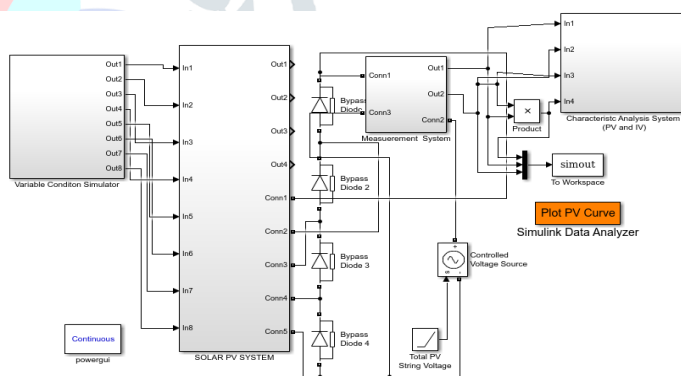 Out1
Out2
Out3
Out4
Out5
Out6
Out7
Out8
Variable Conditon Simulator
Continuous
powergui
In1
In2
In3
In4
In5
In6
In7
In8
Out1
Out2
Out3
Out4
Conn1
Conn2
Conn3
Conn4
Conn5
SOLAR PV SYSTEM
Bypass
Diode
Bypass
Diode 2
Bypass
Diode 3
Bypass
Diode 4
Conn1
Conn3
Out1
Out2
Conn2
Measuerement System
Controlled
Voltage Source
+
-
s
Total PV
String Voltage
×
Product
In1
In2
In3
In4
Characteristc Analysis System
(PV and IV)
simout
To Workspace
Plot PV Curve
Simulink Data Analyzer